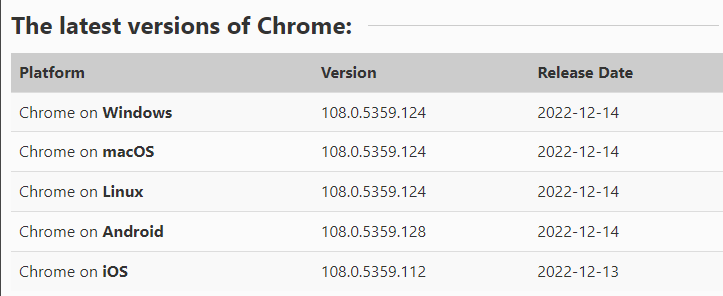 The latest versions of Chrome:
Platform Version Release Date
Chrome on Windows 108.0.5359.124 2022-12-14
Chrome on macOS 108.0.5359.124 2022-12-14
Chrome on Linux 108.0.5359.124 2022-12-14
Chrome on Android 108.0.5359.128 2022-12-14
Chrome on iOS 108.0.5359.112 2022-12-13